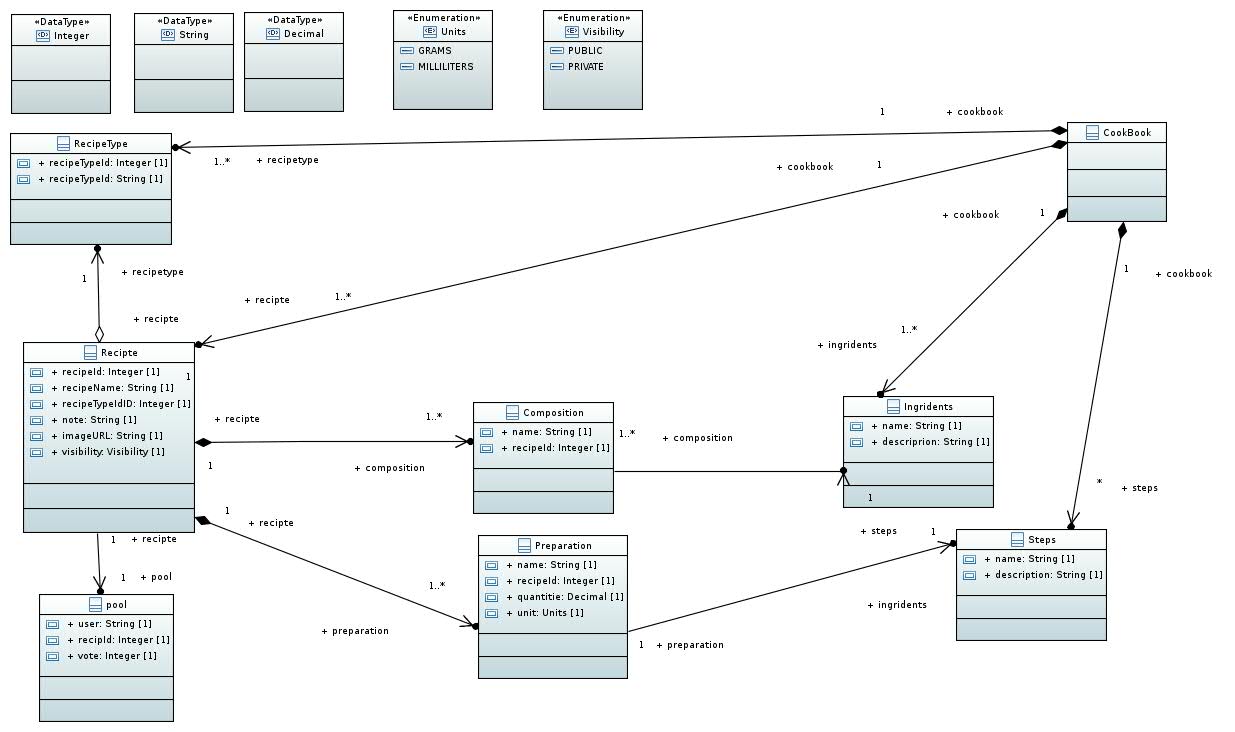 «DataType»
Integer
«DataType»
String
«DataType»
Decimal
«Enumeration»
Units
GRAMS
MILLILITERS
«Enumeration»
Visibility
PUBLIC
PRIVATE
RecipeType
+ recipeTypeId: Integer [1]
+ recipeTypeId: String [1]
1 + cookbook
1..* + recipetype
CookBook
+ cookbook 1
+ cookbook 1
1 + cookbook
+ recipetype
1
+ recipte
+ recipte 1..*
1..*
+ ingridents
Recipte
+ recipeId: Integer [1]
1
+ recipeName: String [1]
+ recipeTypeIdID: Integer [1]
+ note: String [1]
+ imageURL: String [1]
+ visibility: Visibility [1]
+ recipte 1..*
1 + composition
Composition
+ name: String [1]
+ recipeId: Integer [1]
1..* + composition
Ingridents
+ name: String [1]
+ descriprion: String [1]
1
* + steps
1 + recipte
1..*
+ preparation
Preparation
+ name: String [1]
+ recipeId: Integer [1]
+ quantitie: Decimal [1]
+ unit: Units [1]
+ steps 1
+ ingridents
1 + preparation
Steps
+ name: String [1]
+ description: String [1]
1 + recipte
1 + pool
pool
+ user: String [1]
+ recipId: Integer [1]
+ vote: Integer [1]